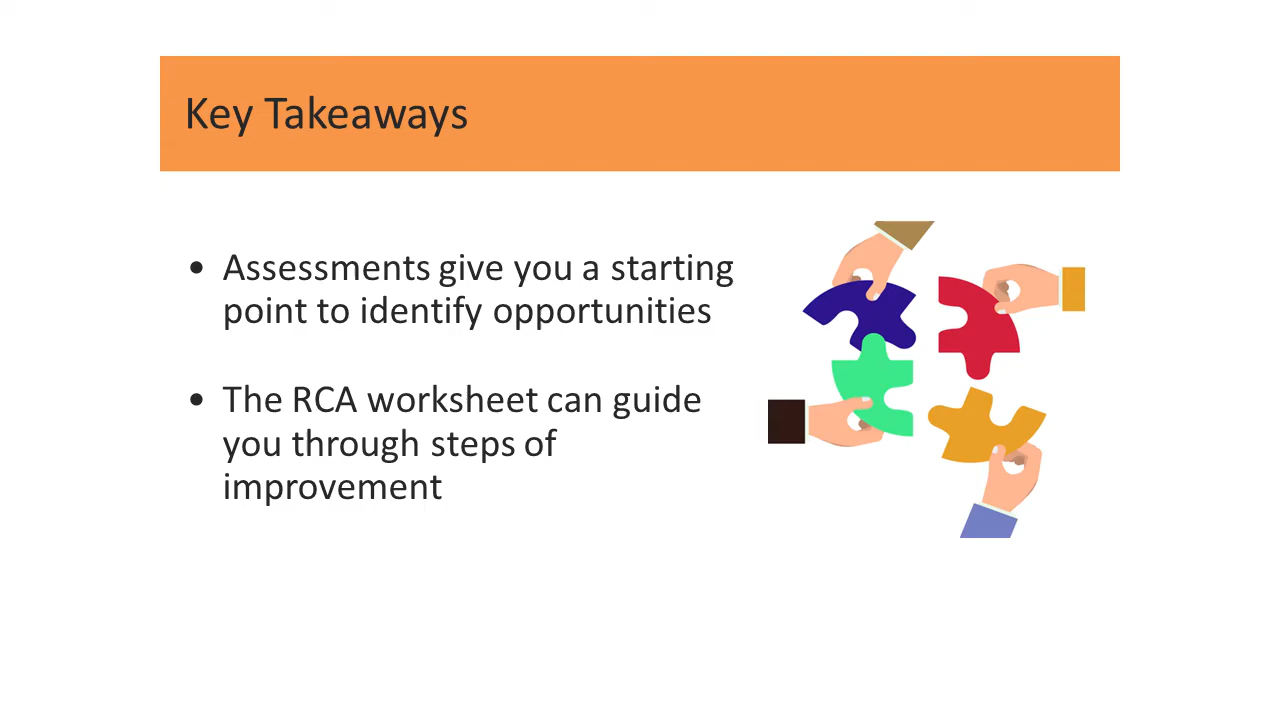 Key Takeaways
• Assessments give you a starting
point to identify opportunities
• The RCA worksheet can guide
you through steps of
improvement